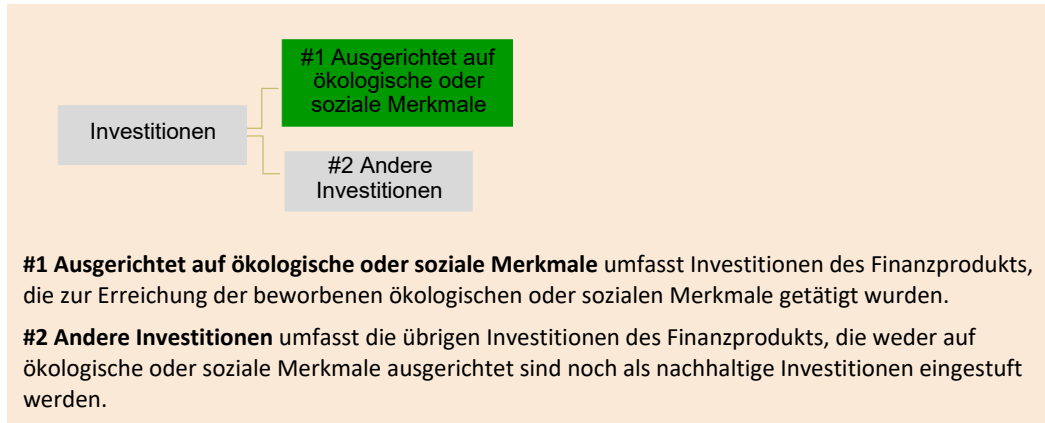 #1 Ausgerichtet auf
ökologische oder
soziale Merkmale
Investitionen
#2 Andere
Investitionen
#1 Ausgerichtet auf ökologische oder soziale Merkmale umfasst Investitionen des Finanzprodukts,
die zur Erreichung der beworbenen ökologischen oder sozialen Merkmale getätigt wurden.
#2 Andere Investitionen umfasst die übrigen Investitionen des Finanzprodukts, die weder auf
ökologische oder soziale Merkmale ausgerichtet sind noch als nachhaltige Investitionen eingestuft
werden.